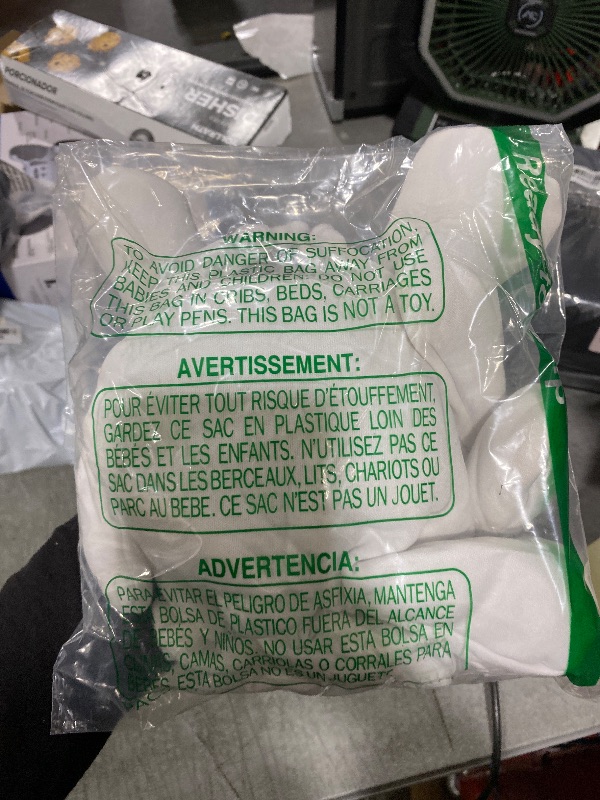 PORCIONADOR
SHER
WARNING:
TO AVOID DANGER OF SUFFOCATION,
KEEP THIS PLASTIC BAG AWAY FROM
BABIES AND CHILDREN. DO NOT USE
THIS BAG IN CRIBS, BEDS, CARRIAGES
OR PLAY PENS. THIS BAG IS NOT A TOY.
AVERTISSEMENT:
POUR ÉVITER TOUT RISQUE D'ÉTOUFFEMENT,
GARDEZ CE SAC EN PLASTIQUE LOIN DES
BÉBÉS ET LES ENFANTS. N'UTILISEZ PAS CE
SAC DANS LES BERCEAUX, LITS, CHARIOTS OU
PARC AU BEBE. CE SAC N'EST PAS UN JOUET.
ADVERTENCIA:
PARA EVITAR EL PELIGRO DE ASFIXIA, MANTENGA
BOLSA DE PLASTICO FUERA DEL ALCANCE
DE BEBÉS Y NIÑOS. NO USAR ESTA BOLSA EN
CAMAS, CARRIOLAS O CORRALES PARA
BEBÉS. ESTA BOLSA NO ES UN JUGUETE